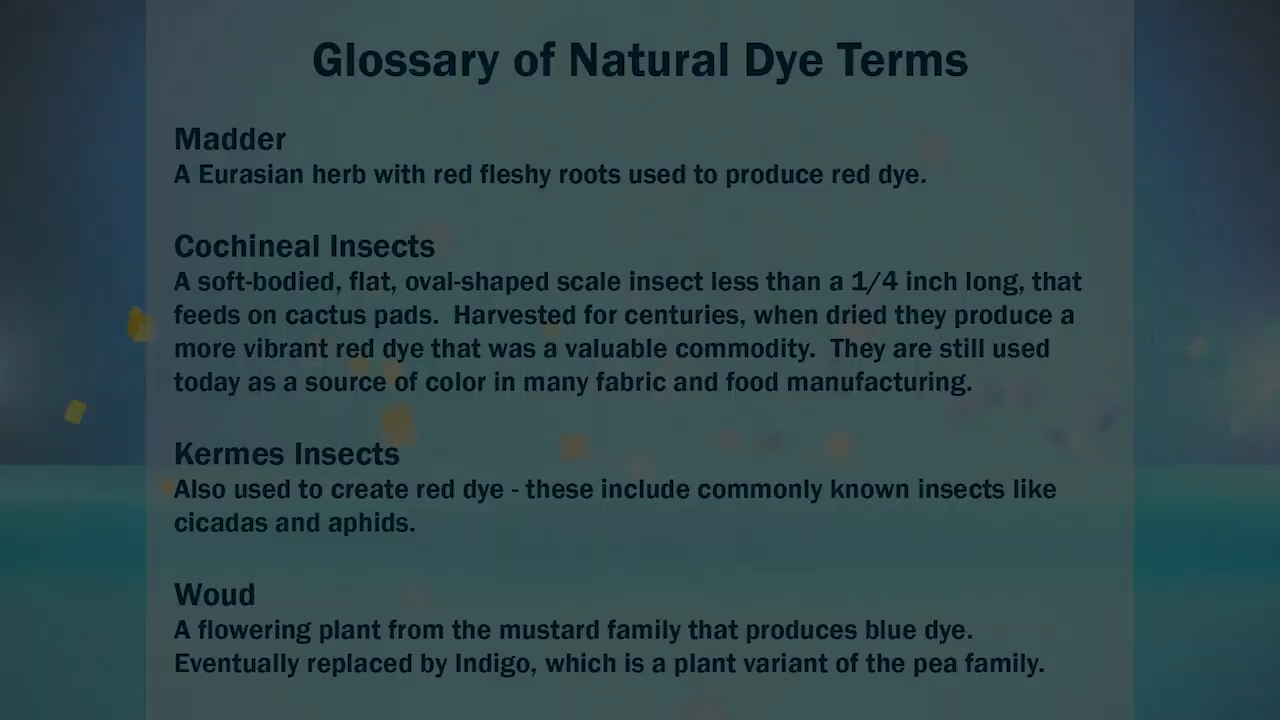 Glossary of Natural Dye Terms
Madder
A Eurasian herb with red fleshy roots used to produce red dye.
Cochineal Insects
A soft-bodied, flat, oval-shaped scale insect less than a 1/4 inch long, that
feeds on cactus pads.  Harvested for centuries, when dried they produce a
more vibrant red dye that was a valuable commodity.  They are still used
today as a source of color in many fabric and food manufacturing.
Kermes Insects
Also used to create red dye - these include commonly known insects like
cicadas and aphids.
Woud
A flowering plant from the mustard family that produces blue dye.
Eventually replaced by Indigo, which is a plant variant of the pea family.